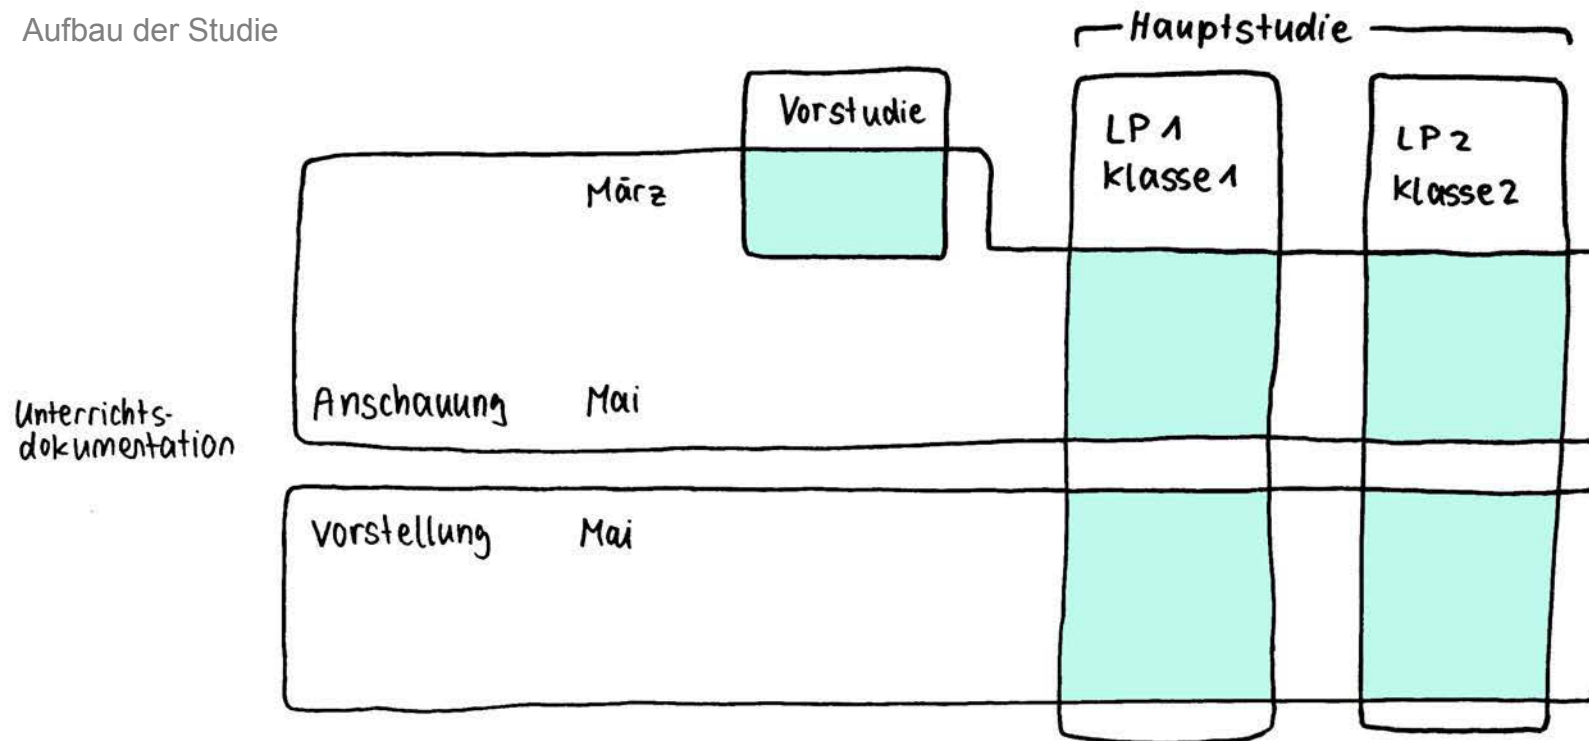 Aufbau der Studie
Hauptstudie
Vorstudie
LP 1
Klasse 1
LP 2
Klasse 2
März
Anschauung Mai
Unterrichts-
dokumentation
Vorstellung Mai